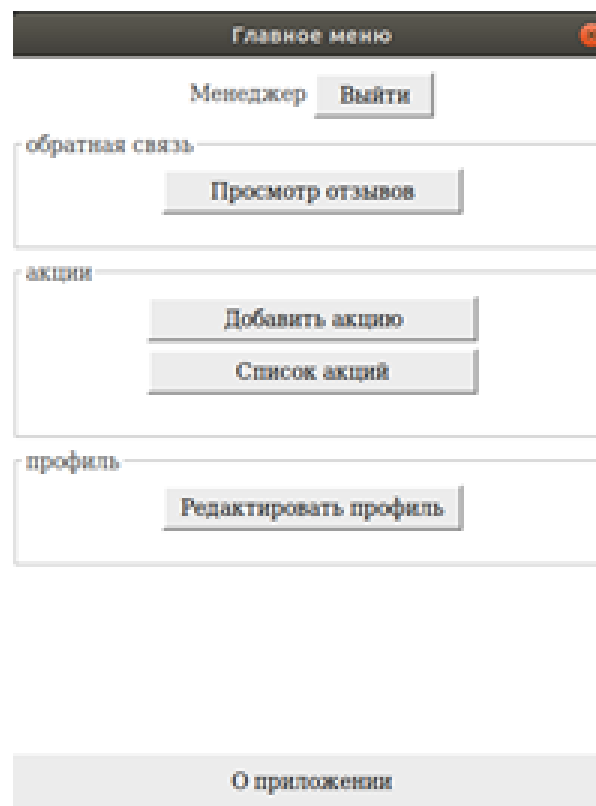 Главное меню
Менеджер Выйти
обратная связь
Просмотр отзывов
акции
Добавить акцию
Список акций
профиль
Редактировать профиль
О приложении